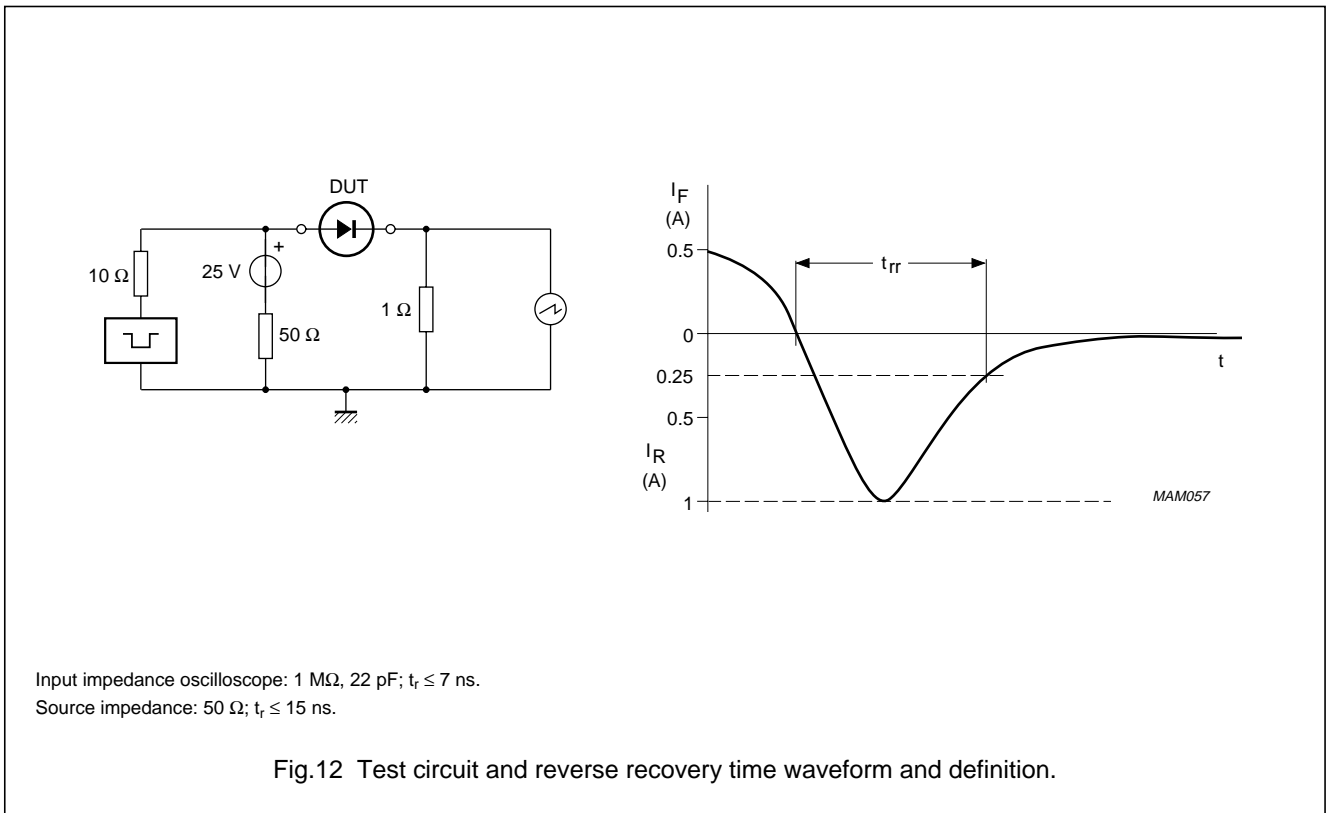 DUT
+
10 Ω
25 V
50 Ω
1 Ω
I_F
(A)
0.5
t_rr
0
t
0.25
0.5
I_R
(A)
1
MAM057
Input impedance oscilloscope: 1 MΩ, 22 pF; t_r ≤ 7 ns.
Source impedance: 50 Ω; t_r ≤ 15 ns.
Fig.12 Test circuit and reverse recovery time waveform and definition.